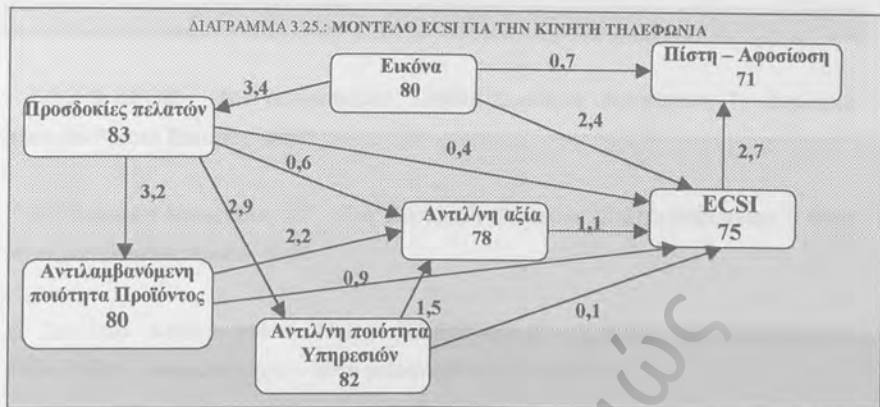 ΔΙΑΓΡΑΜΜΑ 3.25.: ΜΟΝΤΕΛΟ ECSI ΓΙΑ ΤΗΝ ΚΙΝΗΤΗ ΤΗΛΕΦΩΝΙΑ
Εικόνα
80
0,7
Πίστη – Αφοσίωση
71
3,4
Προσδοκίες πελατών
83
2,4
0,4
2,7
0,6
3,2
2,9
Αντιλ/νη αξία
78
1,1
ECSI
75
2,2
Αντιλαμβανόμενη
ποιότητα Προϊόντος
80
0,9
1,5
0,1
Αντιλ/νη ποιότητα
Υπηρεσιών
82